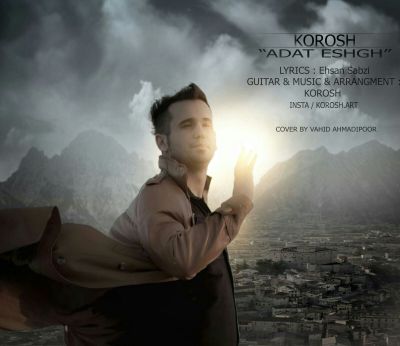 KOROSH
"ADAT ESHGH"
LYRICS : Ehsan Sabzi
GUITAR & MUSIC & ARRANGMENT :
KOROSH
INSTA / KOROSH.ART
COVER BY VAHID AHMADIPOOR